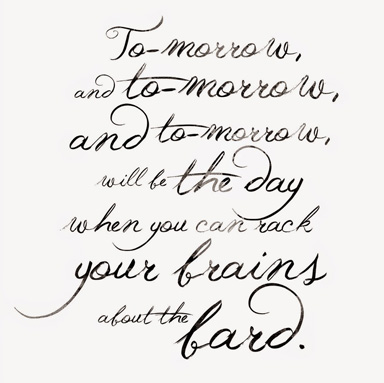 To-morrow,
and to-morrow,
and to-morrow,
will be the day
when you can rack
your brains
about the
bard.